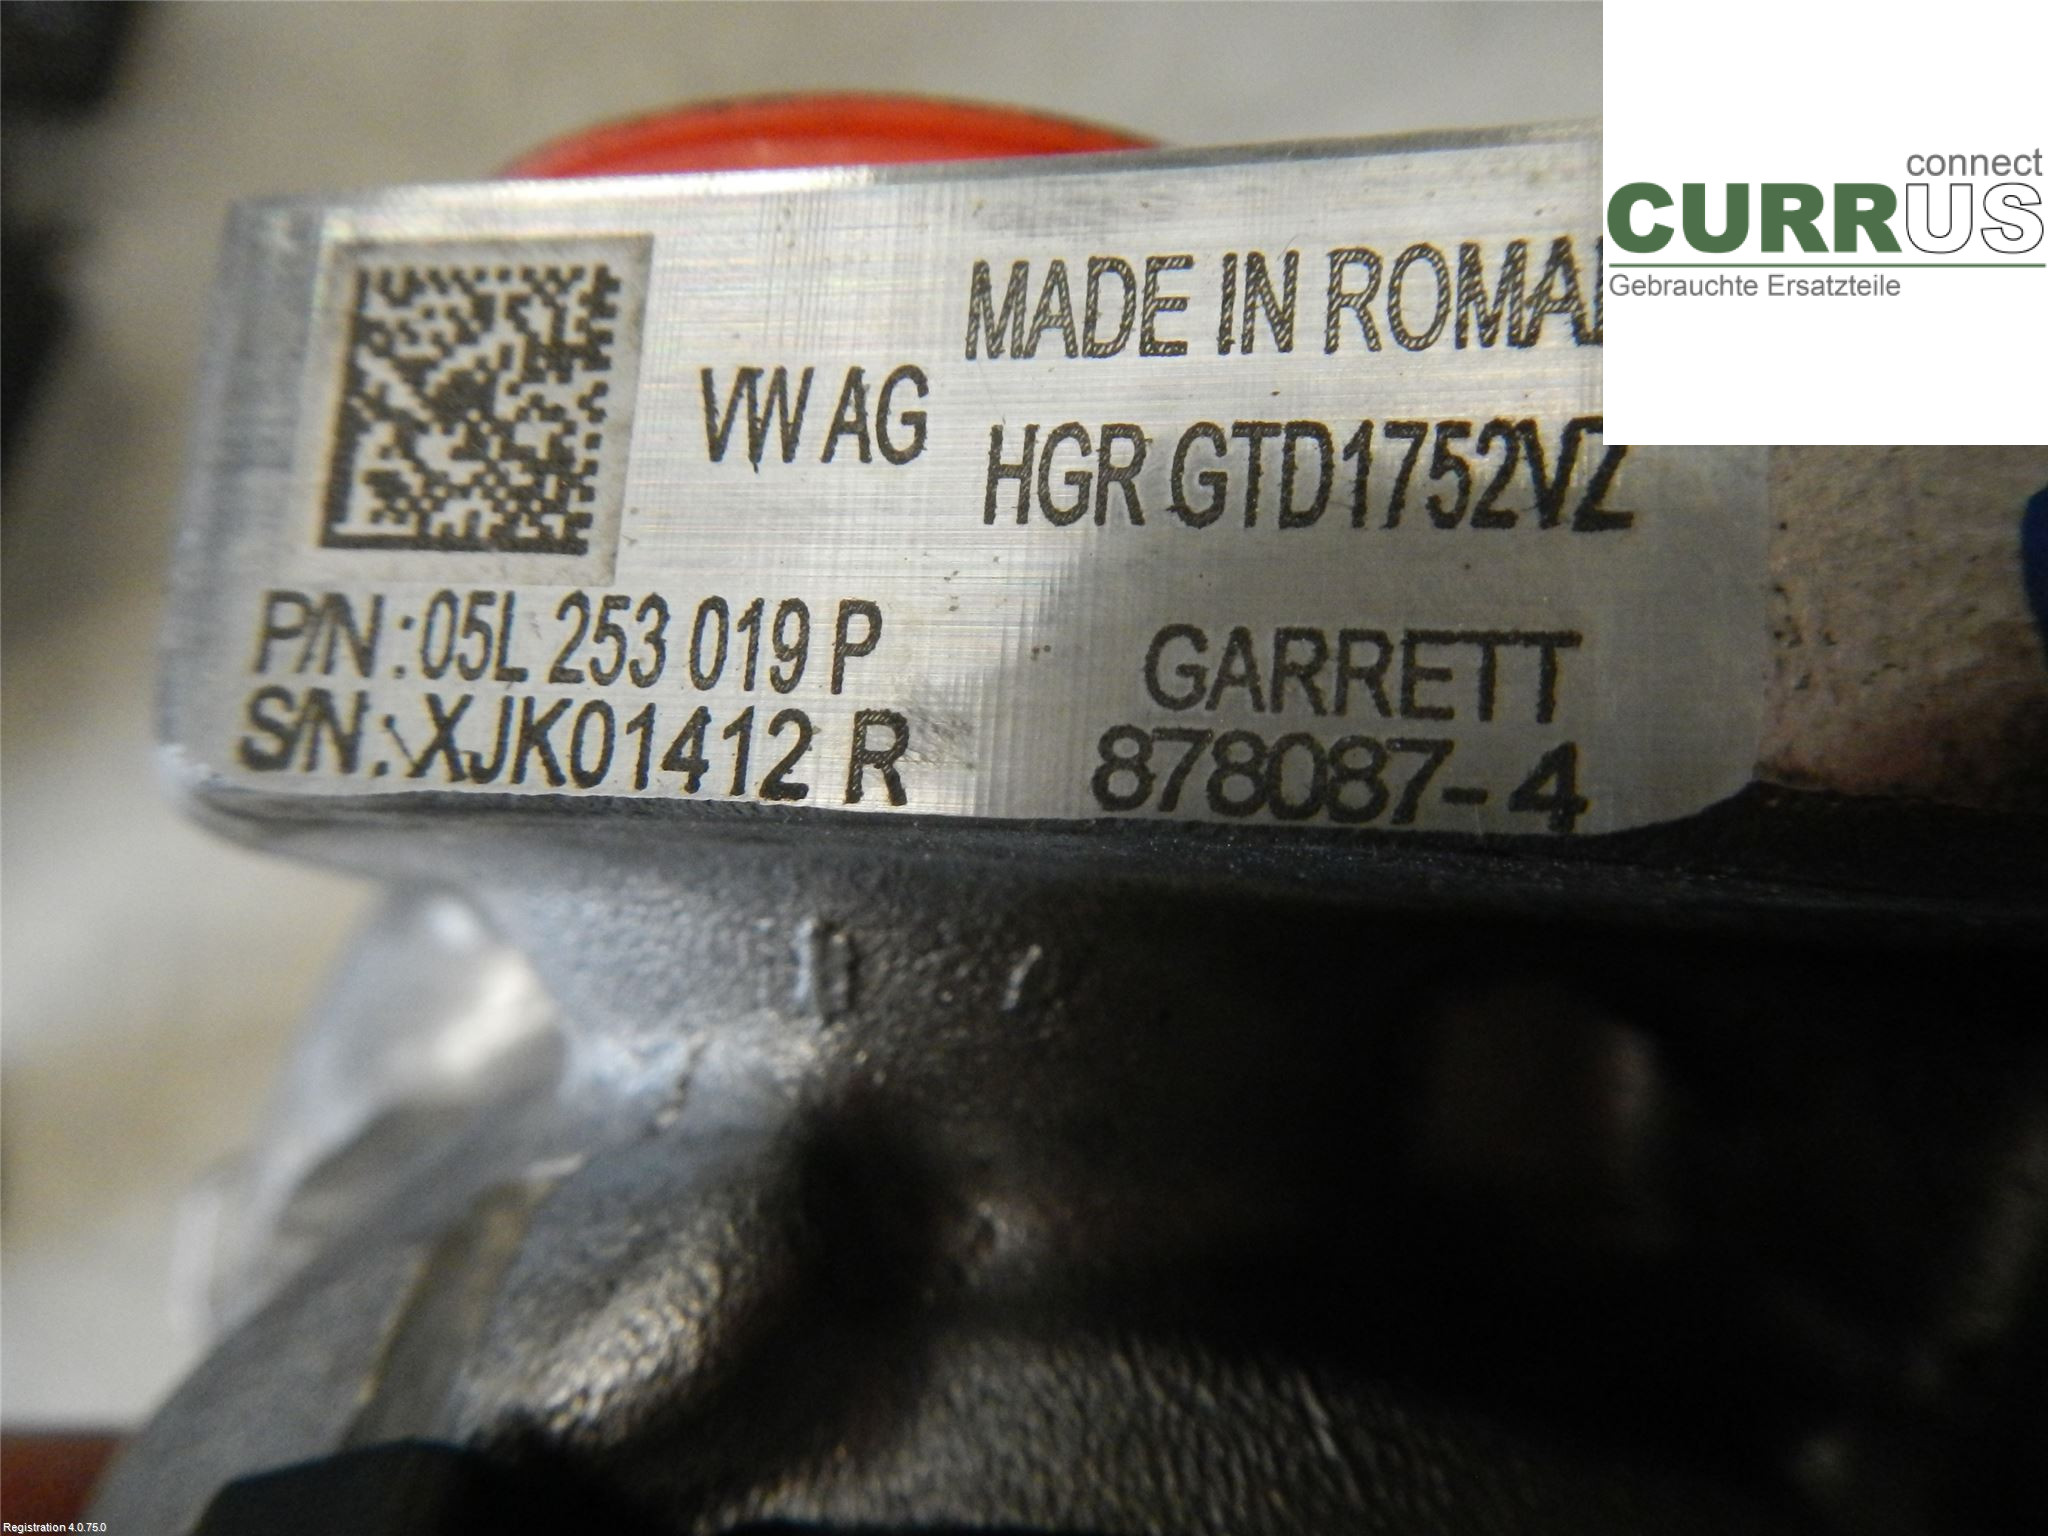 connect
CURRUS
Gebrauchte Ersatzteile
MADE IN ROMA
VW AG
HGR GTD1752VZ
P/N:05L 253 019 P
S/N:XJK01412 R
GARRETT
878087-4
Registration 4.0.75.0